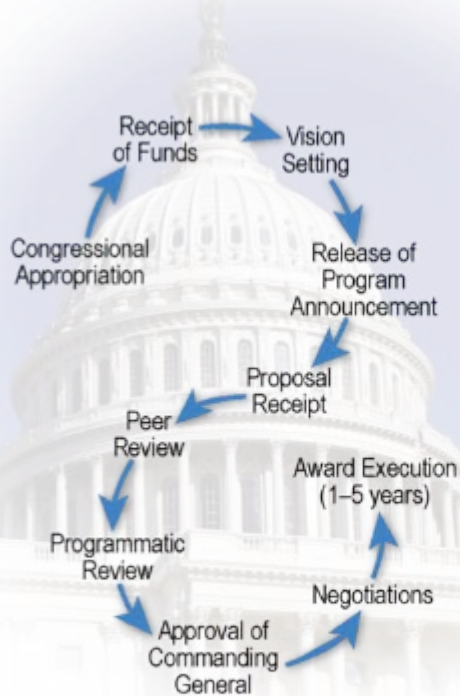 Receipt
of Funds
Vision
Setting
Congressional
Appropriation
Release of
Program
Announcement
Proposal
Receipt
Peer
Review
Award Execution
(1–5 years)
Programmatic
Review
Negotiations
Approval of
Commanding
General